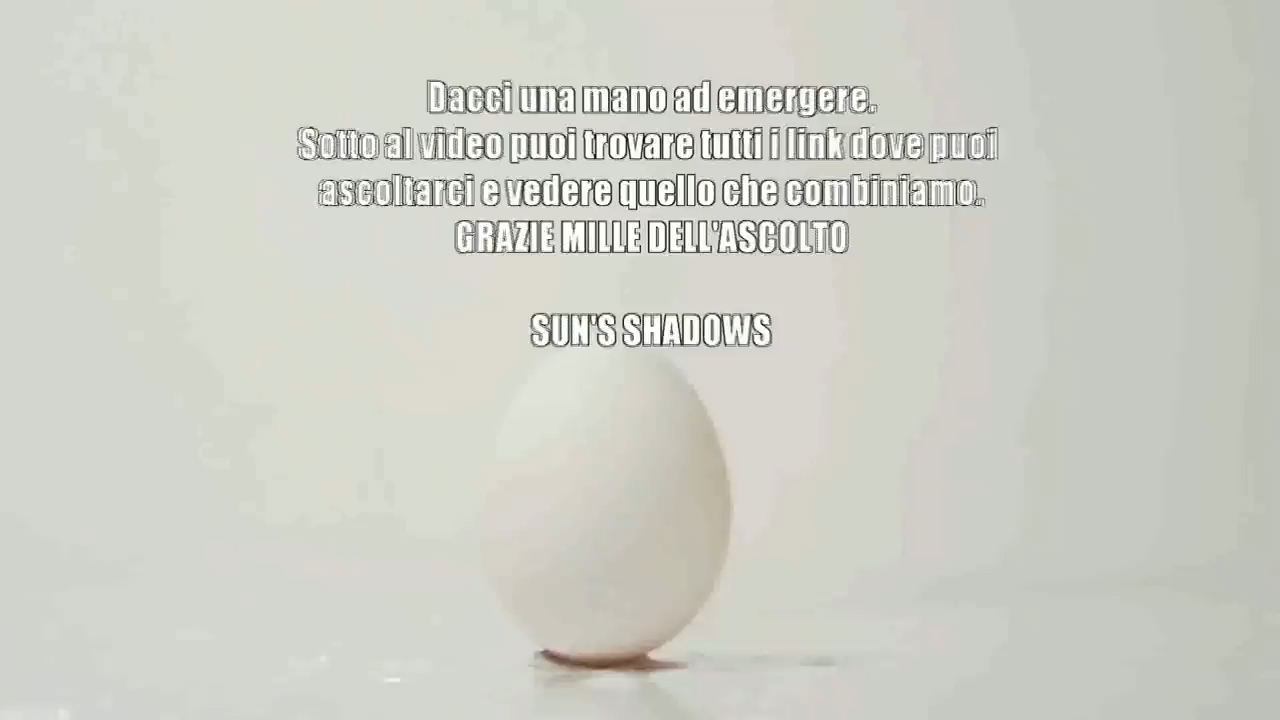 Dacci una mano ad emergere.
Sotto al video puoi trovare tutti i link dove puoi
ascoltarci e vedere quello che combiniamo.
GRAZIE MILLE DELL'ASCOLTO
SUN'S SHADOWS